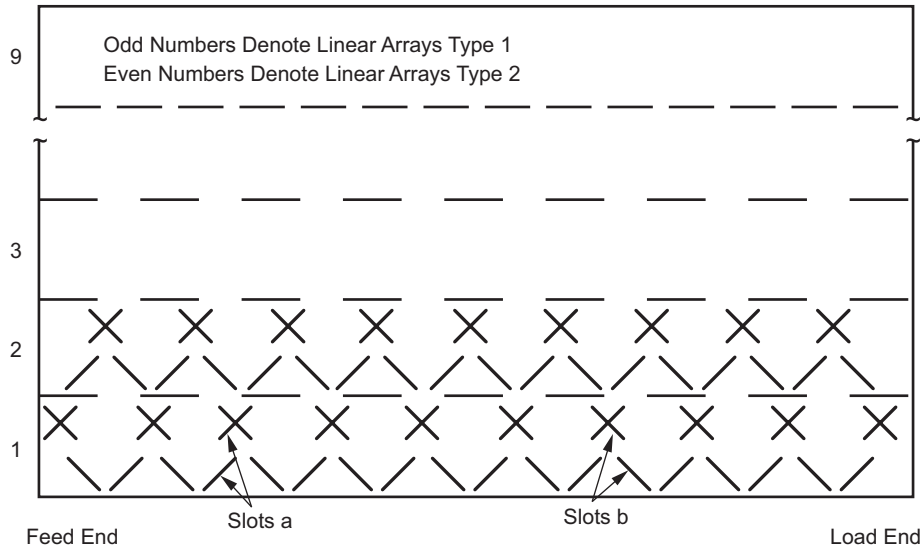 9
Odd Numbers Denote Linear Arrays Type 1
Even Numbers Denote Linear Arrays Type 2
3
2
1
Slots a
Slots b
Feed End
Load End